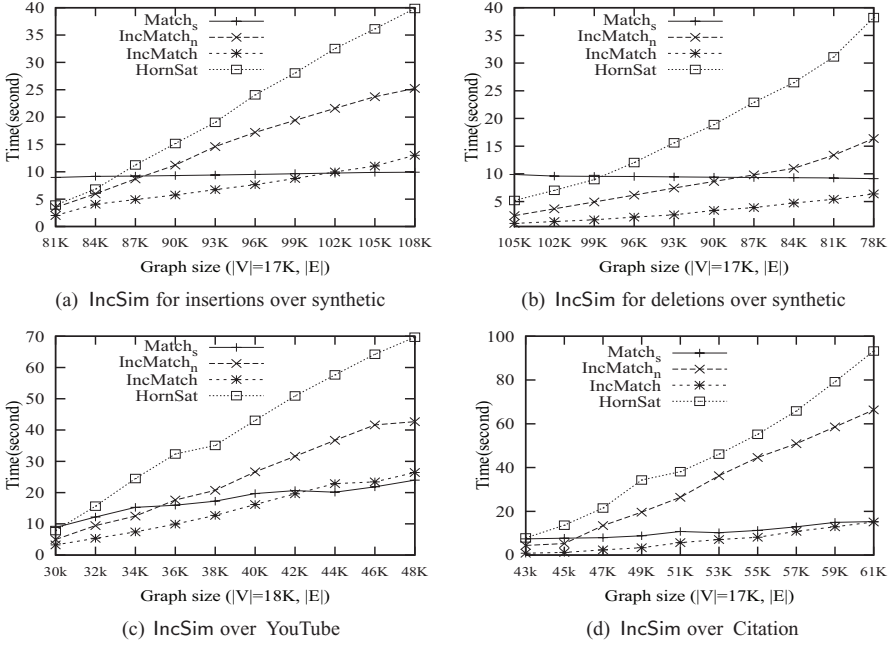 40
35
30
25
20
15
10
5
0
Time(second)
Match_s
IncMatch_n
IncMatch
HornSat
81K 84K 87K 90K 93K 96K 99K 102K 105K 108K
Graph size (|V|=17K, |E|)
(a) IncSim for insertions over synthetic
40
35
30
25
20
15
10
5
Time(second)
Match_s
IncMatch_n
IncMatch
HornSat
105K 102K 99K 96K 93K 90K 87K 84K 81K 78K
Graph size (|V|=17K, |E|)
(b) IncSim for deletions over synthetic
70
60
50
40
30
20
10
0
Time(second)
Match_s
IncMatch_n
IncMatch
HornSat
30k 32k 34K 36K 38K 40K 42K 44K 46K 48K
Graph size (|V|=18K, |E|)
(c) IncSim over YouTube
100
80
60
40
20
0
Time(second)
Match_s
IncMatch_n
IncMatch
HornSat
43k 45k 47K 49K 51K 53K 55K 57K 59K 61K
Graph size (|V|=17K, |E|)
(d) IncSim over Citation